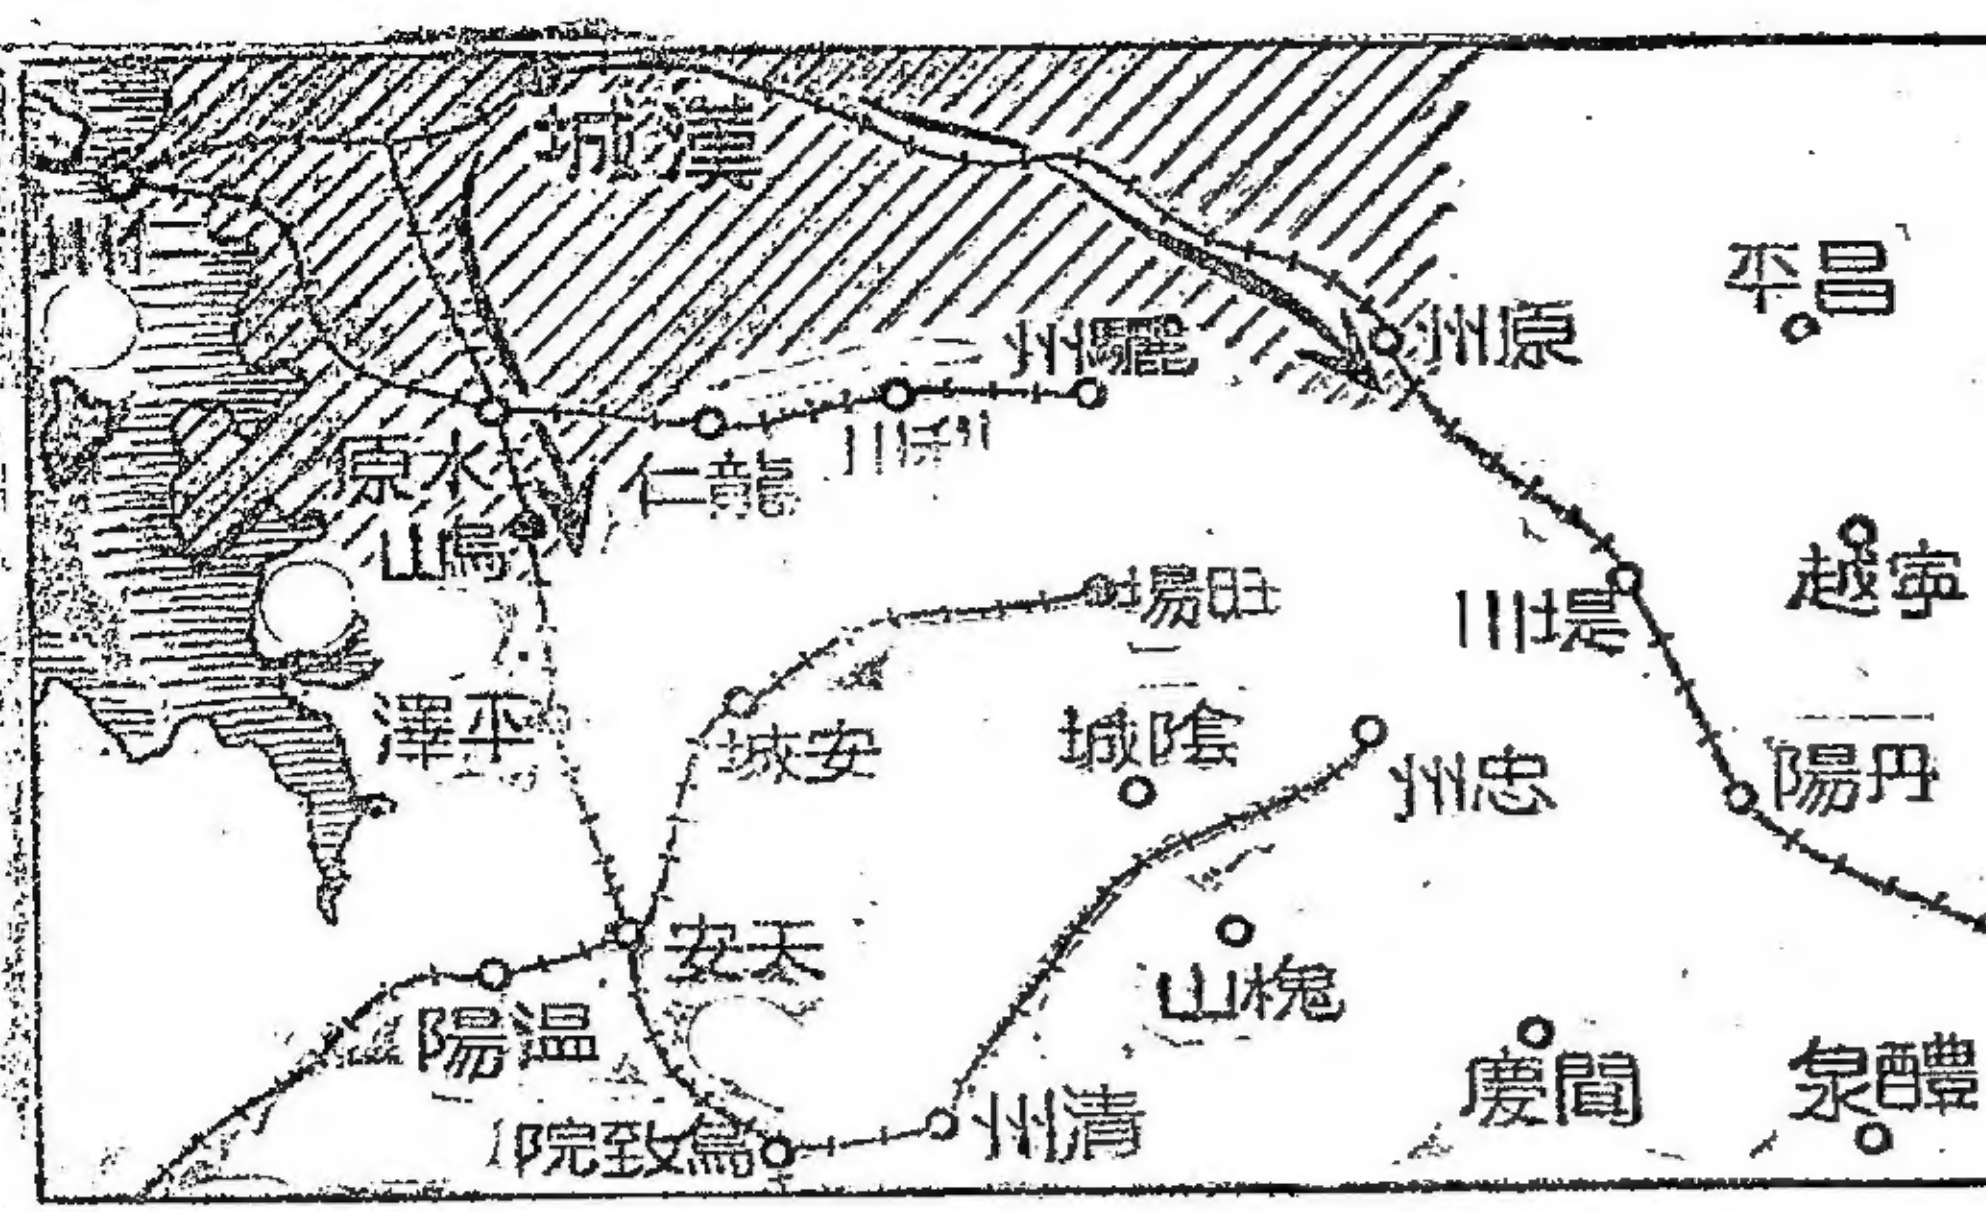 漢城
仁川
昌平
原州
驪州
利川
龍仁
水原
烏山
寧越
堤川
平澤
安城
陰城
丹陽
忠州
天安
槐山
温陽
聞慶
醴泉
清州
鳥致院